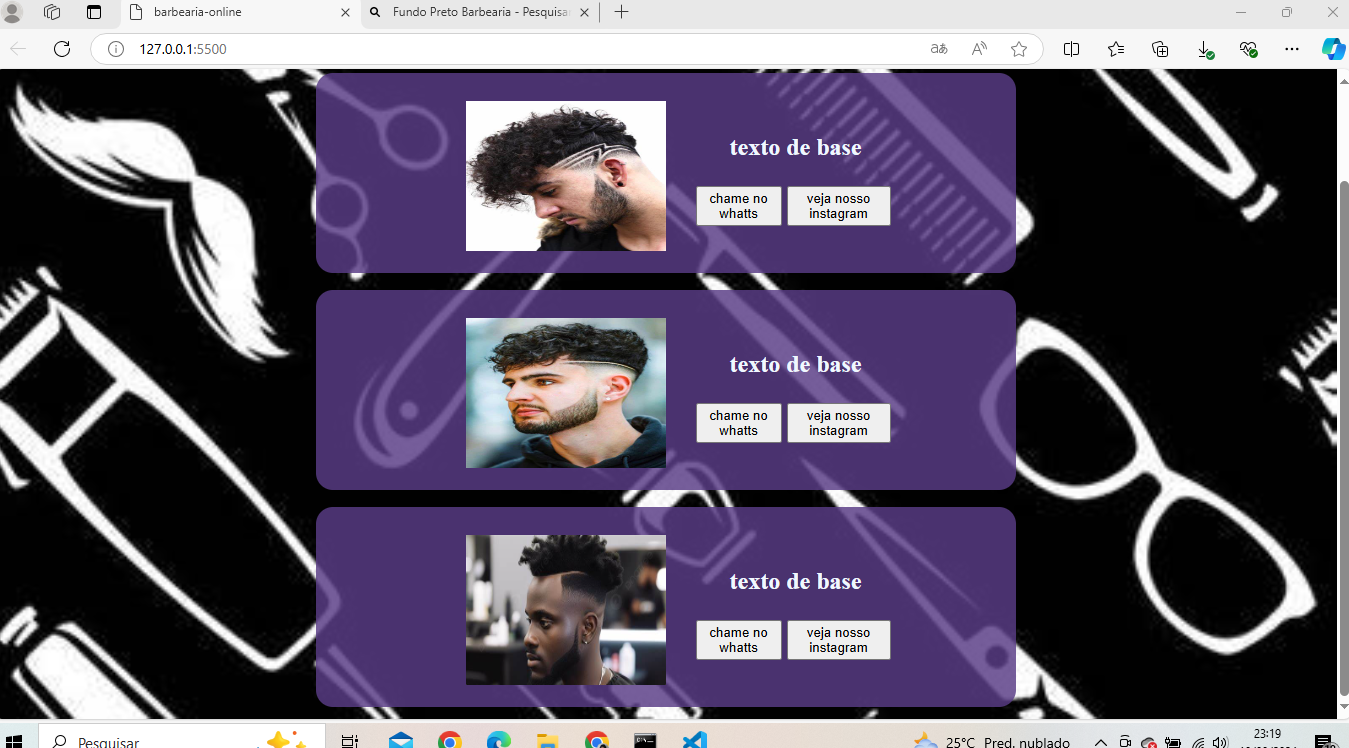 barbearia-online
Fundo Preto Barbearia - Pesquisa
127.0.0.1:5500
texto de base
chame no
whatts
veja nosso
instagram
texto de base
chame no
whatts
veja nosso
instagram
texto de base
chame no
whatts
veja nosso
instagram
Pesquisar
25°C Pred. nublado
23:19